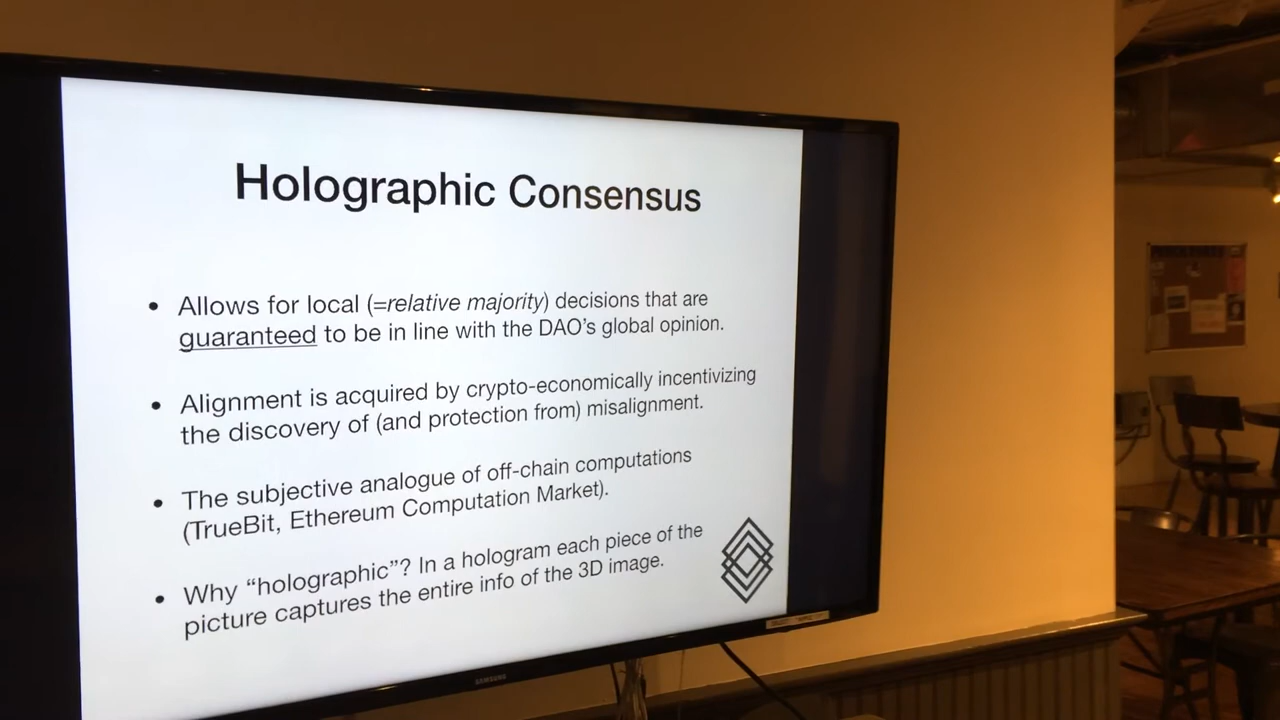 Holographic Consensus
• Allows for local (=relative majority) decisions that are
guaranteed to be in line with the DAO's global opinion.
• Alignment is acquired by crypto-economically incentivizing
the discovery of (and protection from) misalignment.
• The subjective analogue of off-chain computations
(TrueBit, Ethereum Computation Market).
• Why “holographic”? In a hologram each piece of the
picture captures the entire info of the 3D image.
SAMSUNG